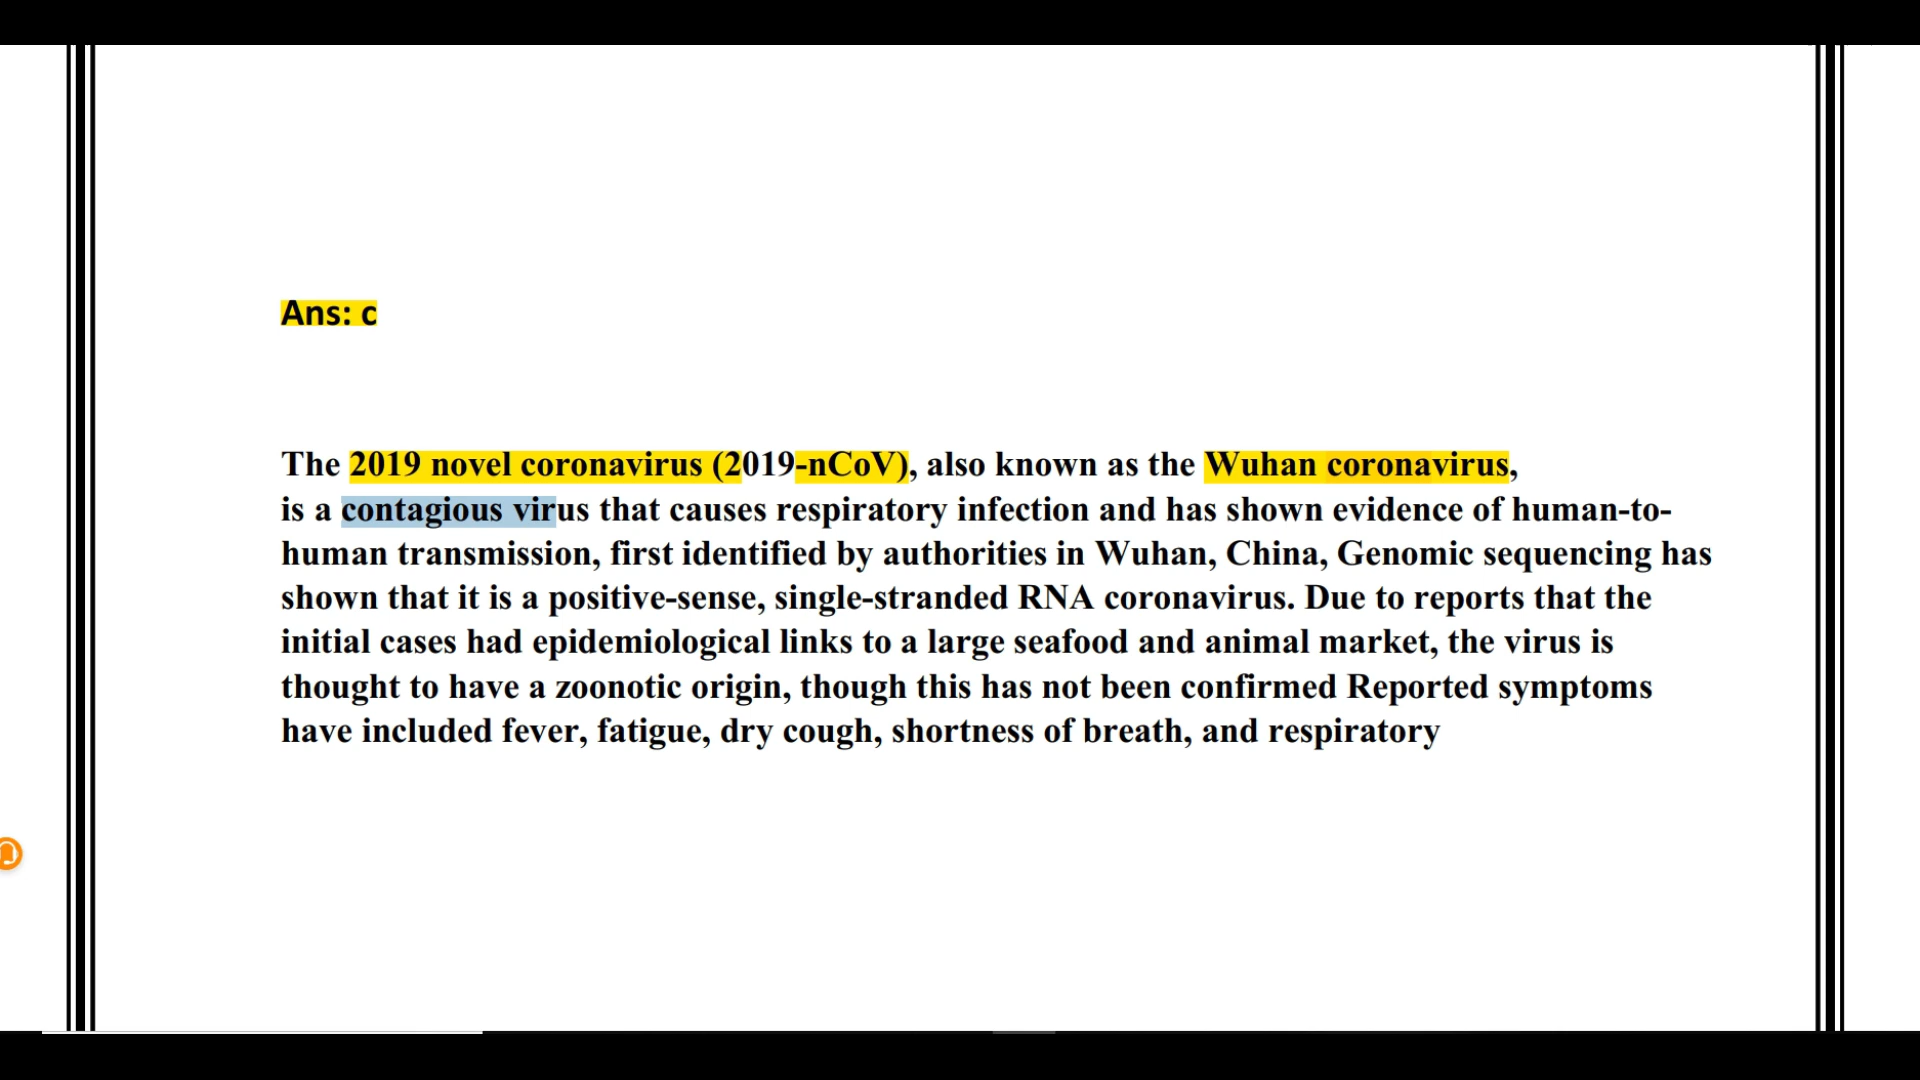 Ans: c
The 2019 novel coronavirus (2019-nCoV), also known as the Wuhan coronavirus,
is a contagious virus that causes respiratory infection and has shown evidence of human-to-
human transmission, first identified by authorities in Wuhan, China, Genomic sequencing has
shown that it is a positive-sense, single-stranded RNA coronavirus. Due to reports that the
initial cases had epidemiological links to a large seafood and animal market, the virus is
thought to have a zoonotic origin, though this has not been confirmed Reported symptoms
have included fever, fatigue, dry cough, shortness of breath, and respiratory